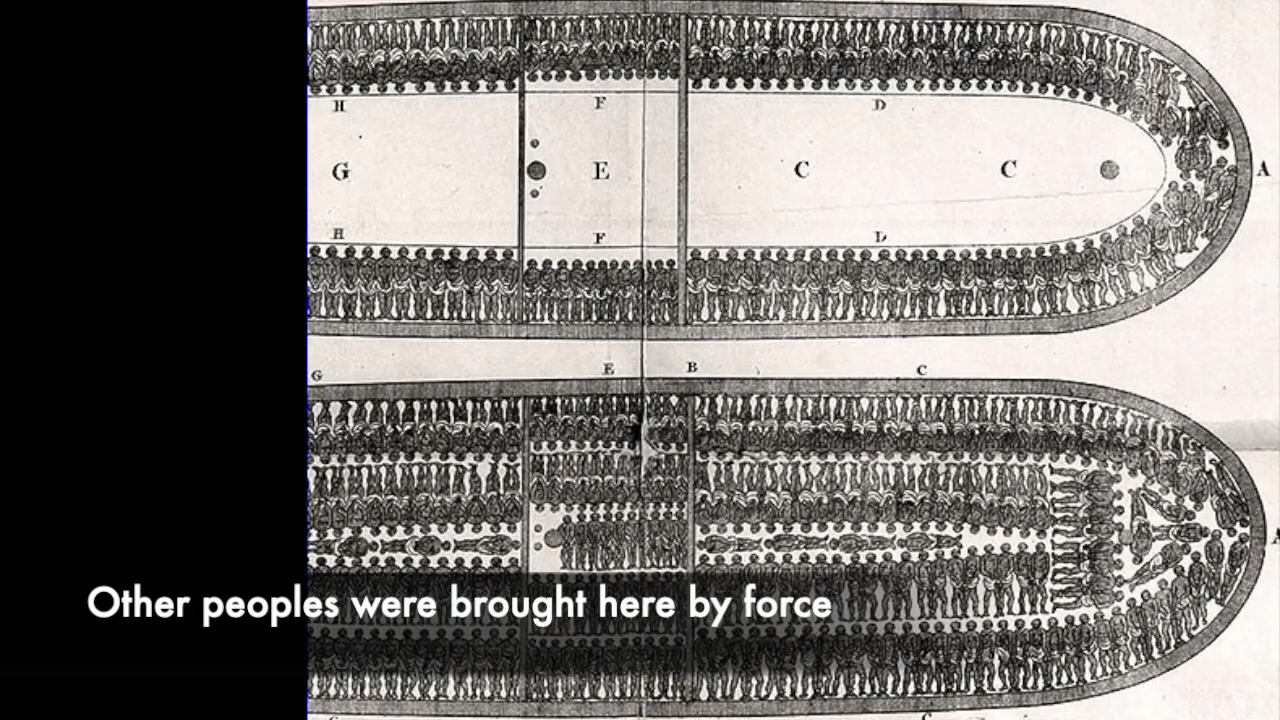 H F D
G E C C A
H F D
G E B C
A
Other peoples were brought here by force